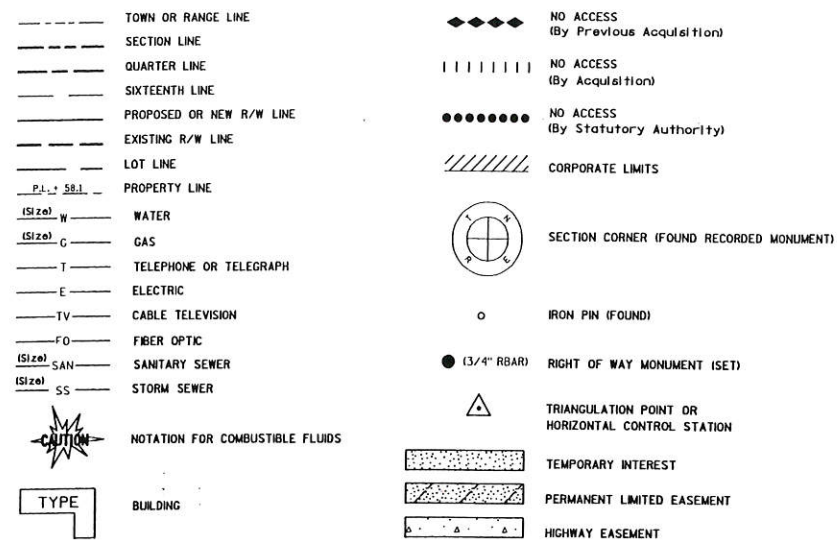 TOWN OR RANGE LINE
SECTION LINE
QUARTER LINE
SIXTEENTH LINE
PROPOSED OR NEW R/W LINE
EXISTING R/W LINE
LOT LINE
P.L. + 58.1 PROPERTY LINE
(Size) W WATER
(Size) G GAS
T TELEPHONE OR TELEGRAPH
E ELECTRIC
TV CABLE TELEVISION
FO FIBER OPTIC
(Size) SAN SANITARY SEWER
(Size) SS STORM SEWER
CAUTION NOTATION FOR COMBUSTIBLE FLUIDS
TYPE BUILDING
NO ACCESS
(By Previous Acquisition)
NO ACCESS
(By Acquisition)
NO ACCESS
(By Statutory Authority)
CORPORATE LIMITS
T N R E SECTION CORNER (FOUND RECORDED MONUMENT)
IRON PIN (FOUND)
(3/4" RBAR) RIGHT OF WAY MONUMENT (SET)
TRIANGULATION POINT OR
HORIZONTAL CONTROL STATION
TEMPORARY INTEREST
PERMANENT LIMITED EASEMENT
HIGHWAY EASEMENT